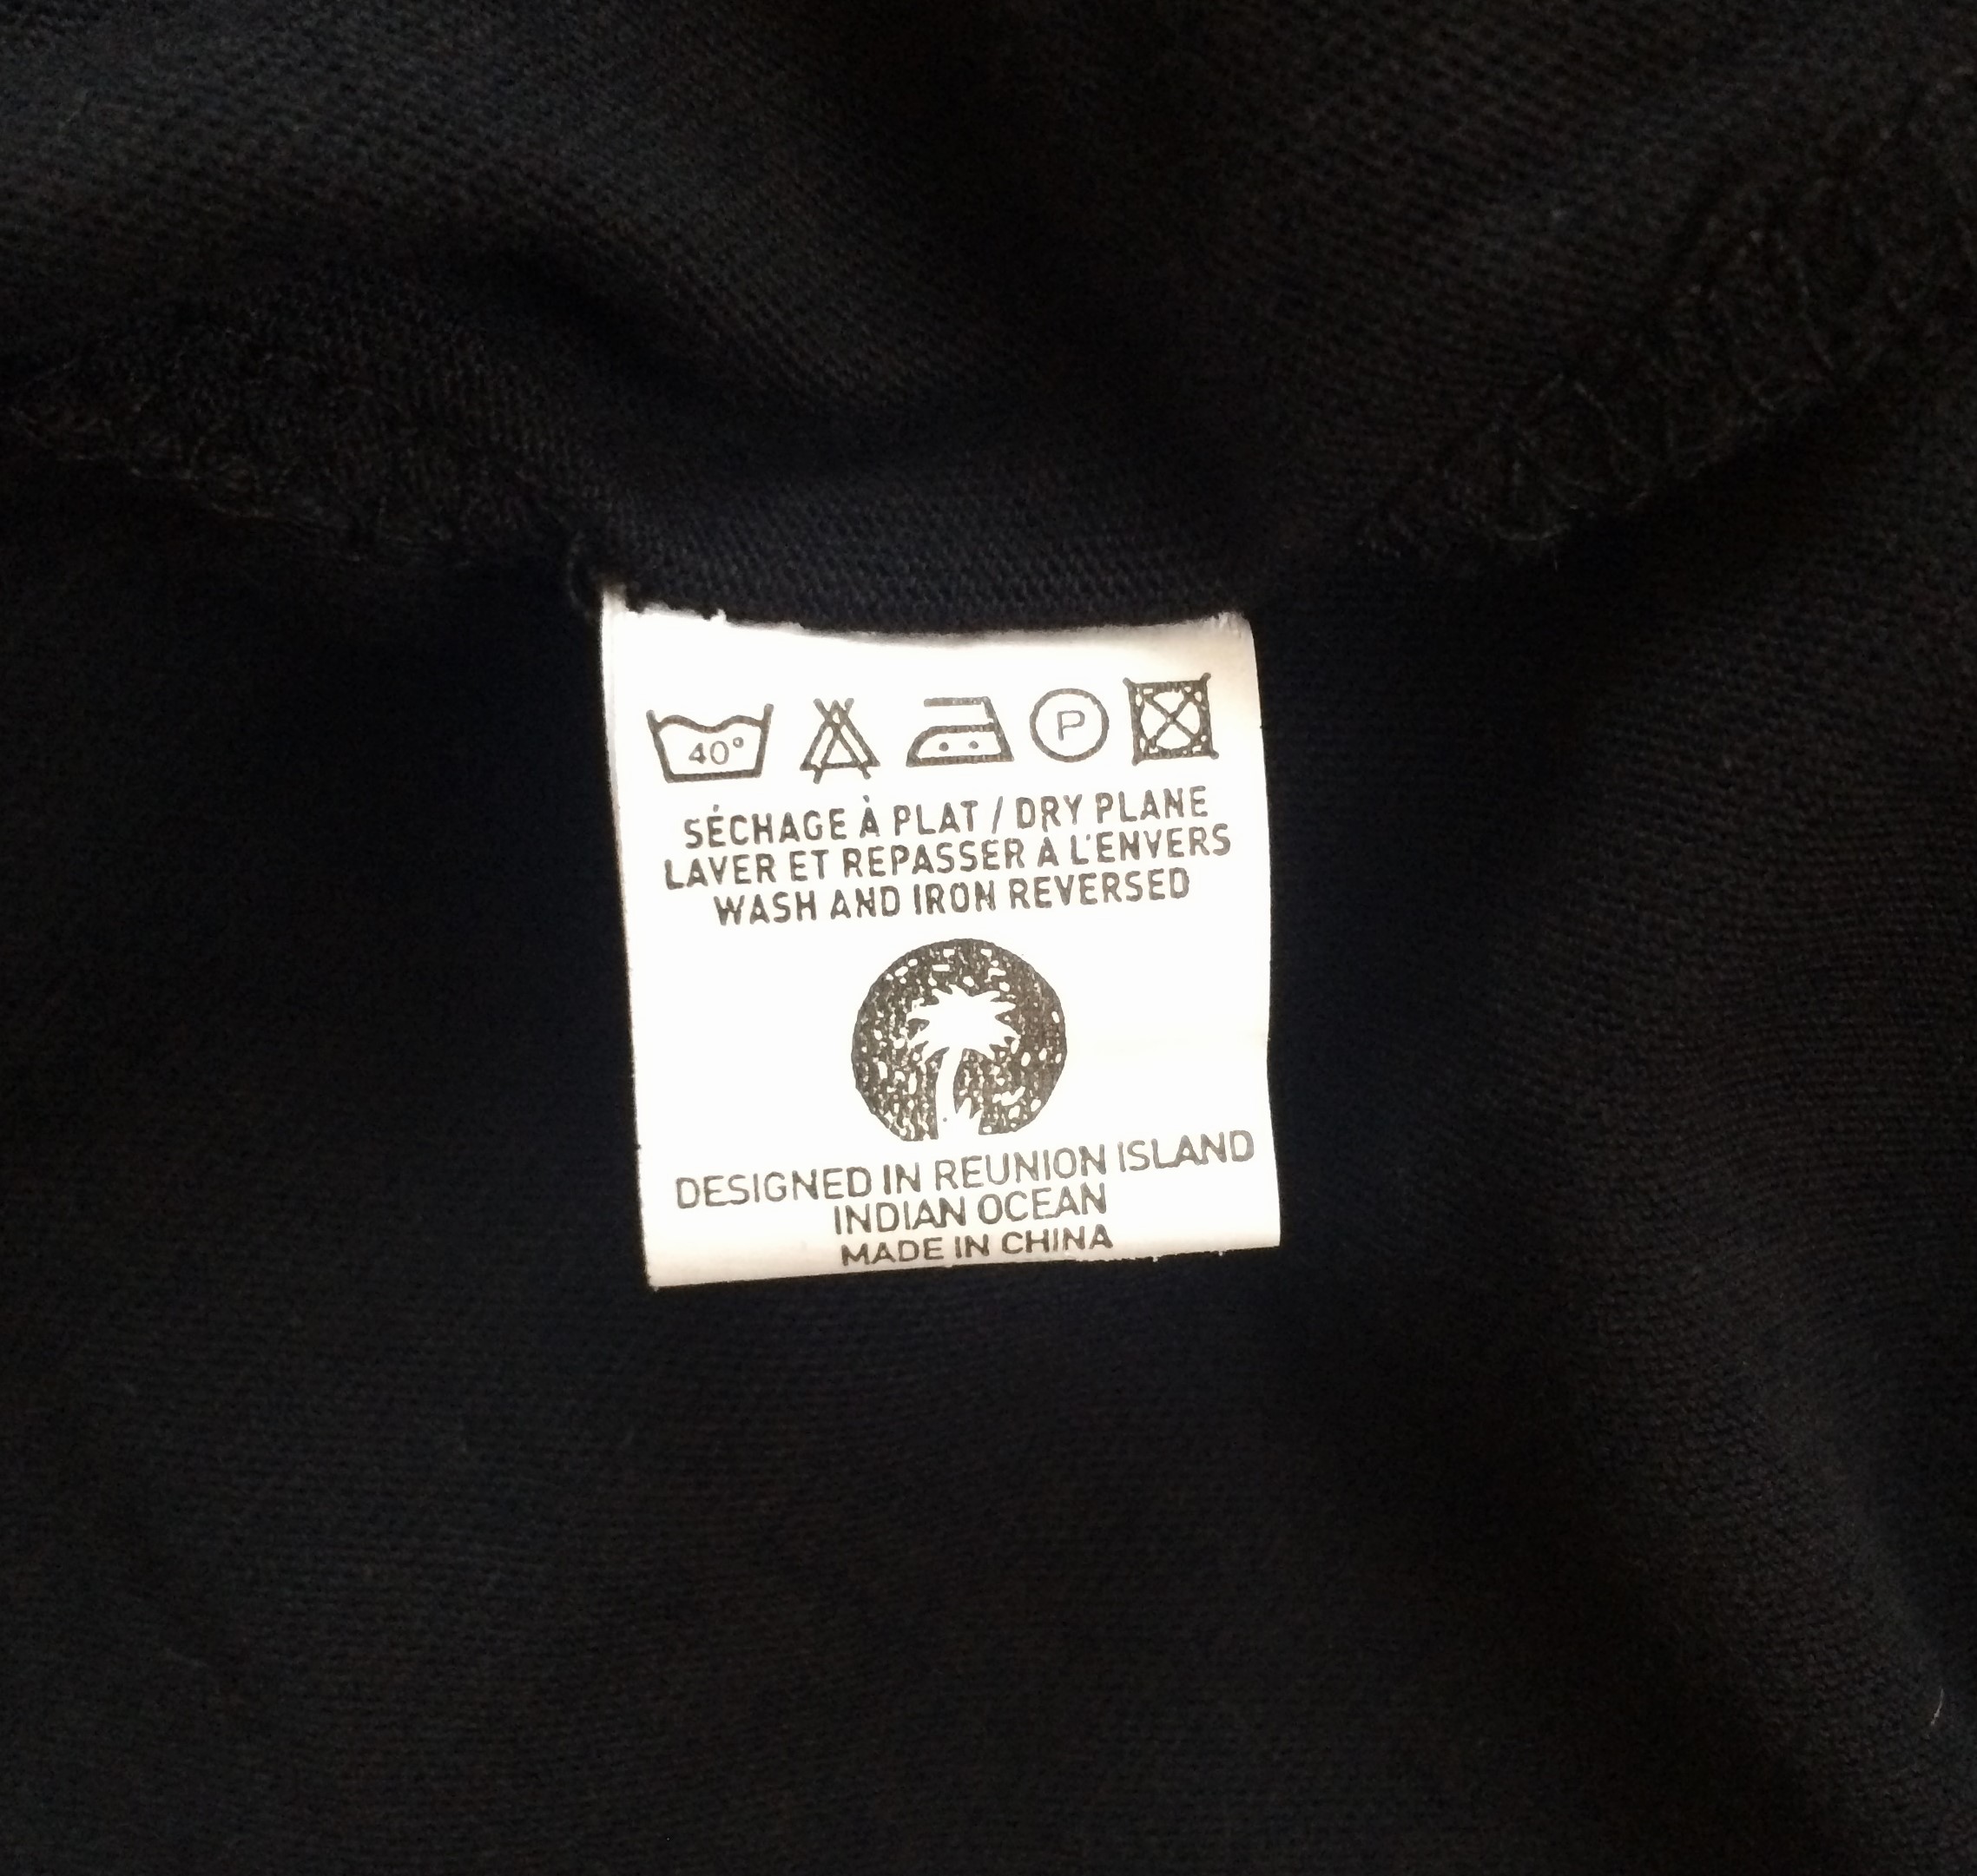 40°
P
SÉCHAGE À PLAT / DRY PLANE
LAVER ET REPASSER A L'ENVERS
WASH AND IRON REVERSED
DESIGNED IN REUNION ISLAND
INDIAN OCEAN
MADE IN CHINA